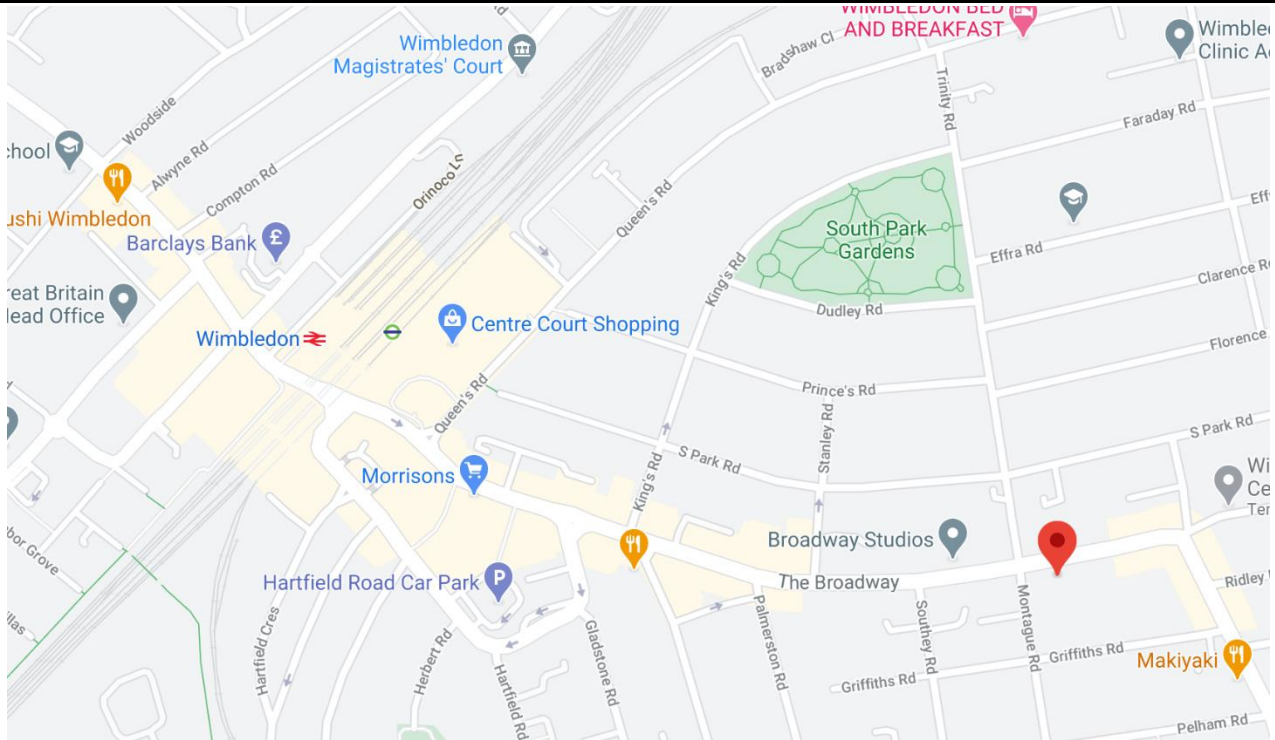 WIMBLEDON BED
AND BREAKFAST
Wimble
Clinic A
Wimbledon
Magistrates' Court
Bradshaw Cl
Trinity Rd
Faraday Rd
Woodside
chool
Alwyne Rd
Compton Rd
Orinoco Ln
Queen's Rd
ushi Wimbledon
Barclays Bank
£
South Park
Gardens
Eff
Effra Rd
King's Rd
Clarence R
reat Britain
Head Office
Dudley Rd
Wimbledon
Centre Court Shopping
Florence
Prince's Rd
Queen's Rd
Stanley Rd
S Park Rd
S Park Rd
Morrisons
King's Rd
Wi
Ce
Ter
Broadway Studios
bor Grove
Hartfield Road Car Park
P
The Broadway
Ridley
illas
Hartfield Cres
Herbert Rd
Hartfield Rd
Gladstone Rd
Palmerston Rd
Southey Rd
Montague Rd
Griffiths Rd
Griffiths Rd
Makiyaki
Pelham Rd